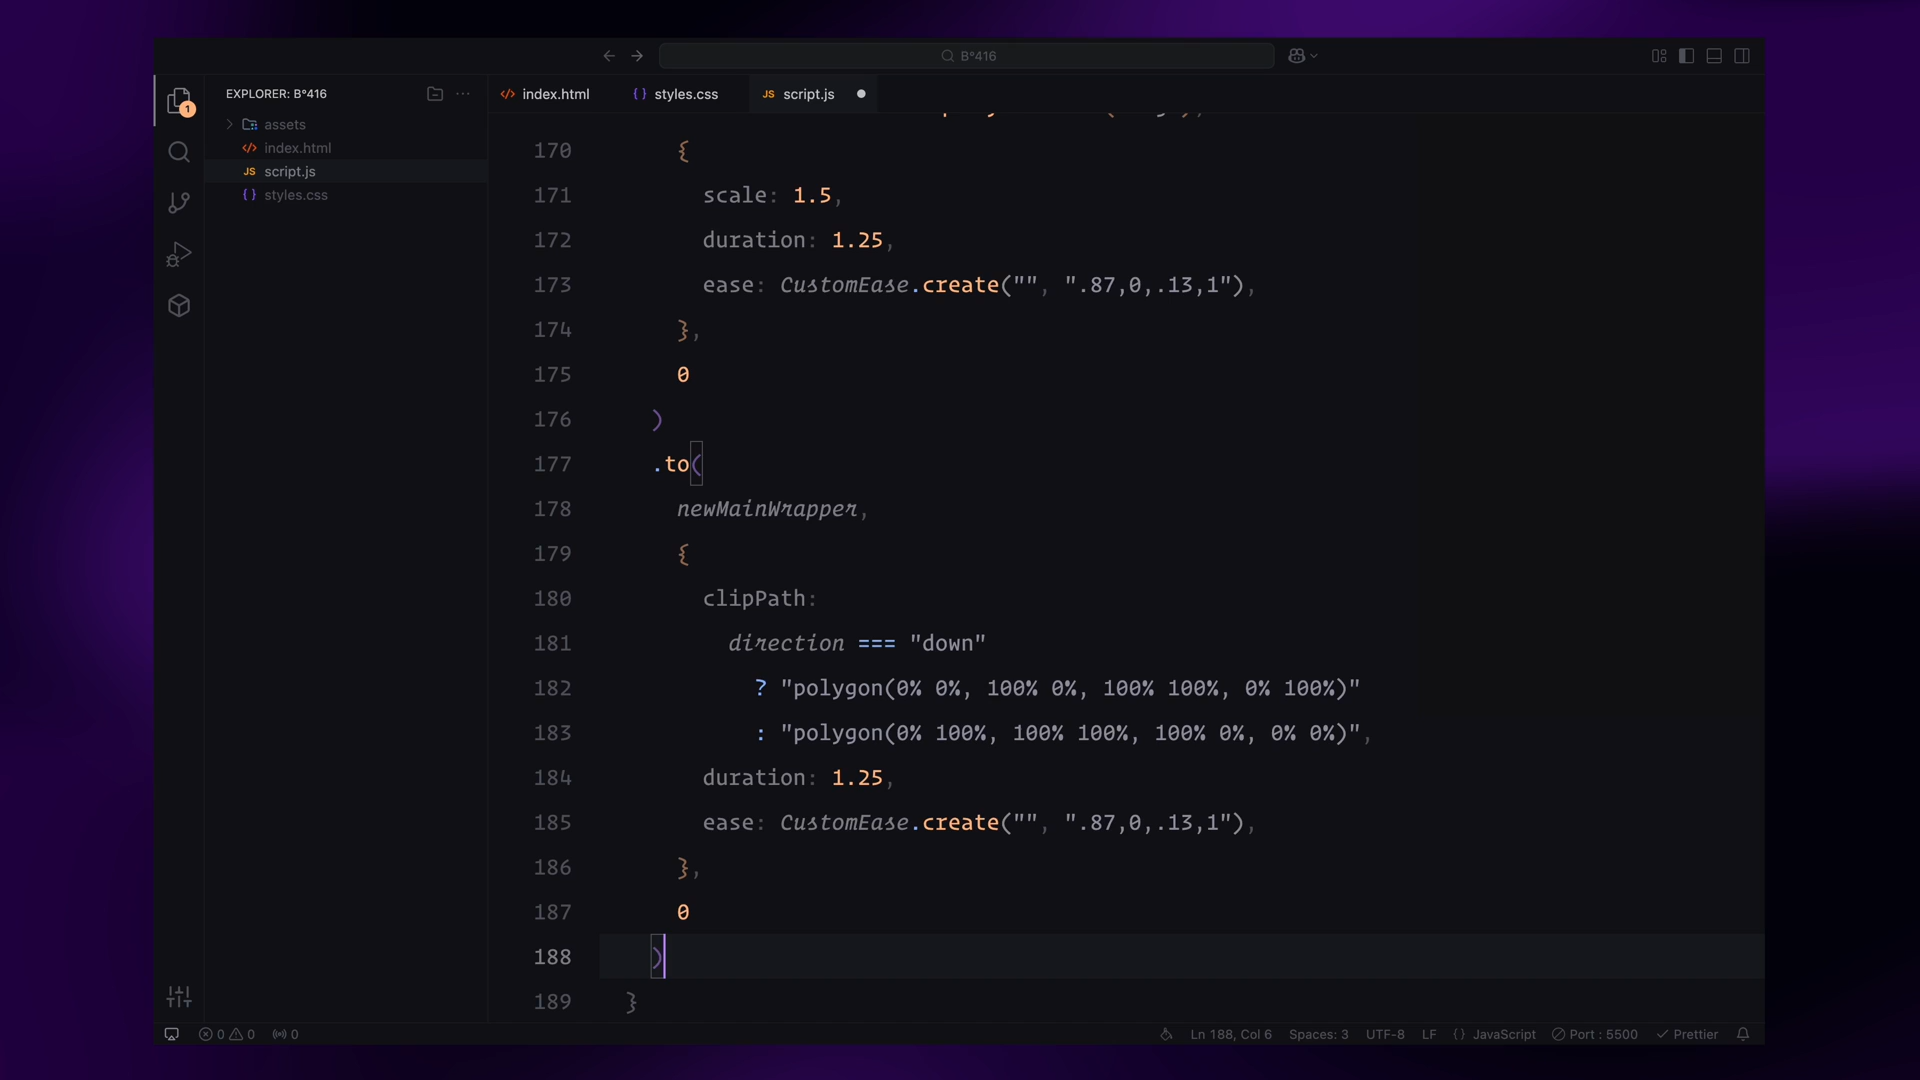 B°416
EXPLORER: B°416
index.html
styles.css
JS script.js
1
assets
index.html
JS script.js
styles.css
170 {
171 scale: 1.5,
172 duration: 1.25,
173 ease: CustomEase.create("", ".87,0,.13,1"),
174 },
175 0
176 )
177 .to(
178 newMainWrapper,
179 {
180 clipPath:
181 direction === "down"
182 ? "polygon(0% 0%, 100% 0%, 100% 100%, 0% 100%)"
183 : "polygon(0% 100%, 100% 100%, 100% 0%, 0% 0%)",
184 duration: 1.25,
185 ease: CustomEase.create("", ".87,0,.13,1"),
186 },
187 0
188 )
189 }
0 0 0
Ln 188, Col 6 Spaces: 3 UTF-8 LF {} JavaScript Port : 5500 Prettier